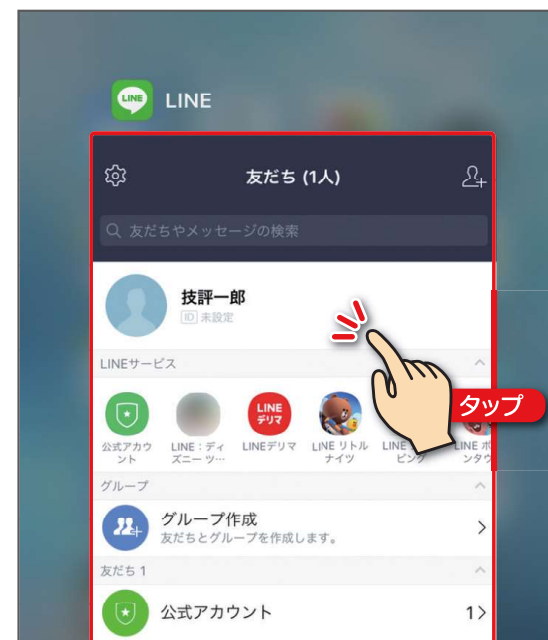 LINE
LINE
友だち (1人)
友だちやメッセージの検索
技評一郎
ID 未設定
タップ
LINEサービス
LINE
デリマ
公式アカウ
ント
LINE：ディ
ズニー ツ…
LINEデリマ
LINE リトル
ナイツ
LINE
ピング
LINE ポ
ンタウ
グループ
グループ作成
友だちとグループを作成します。
友だち 1
公式アカウント
1